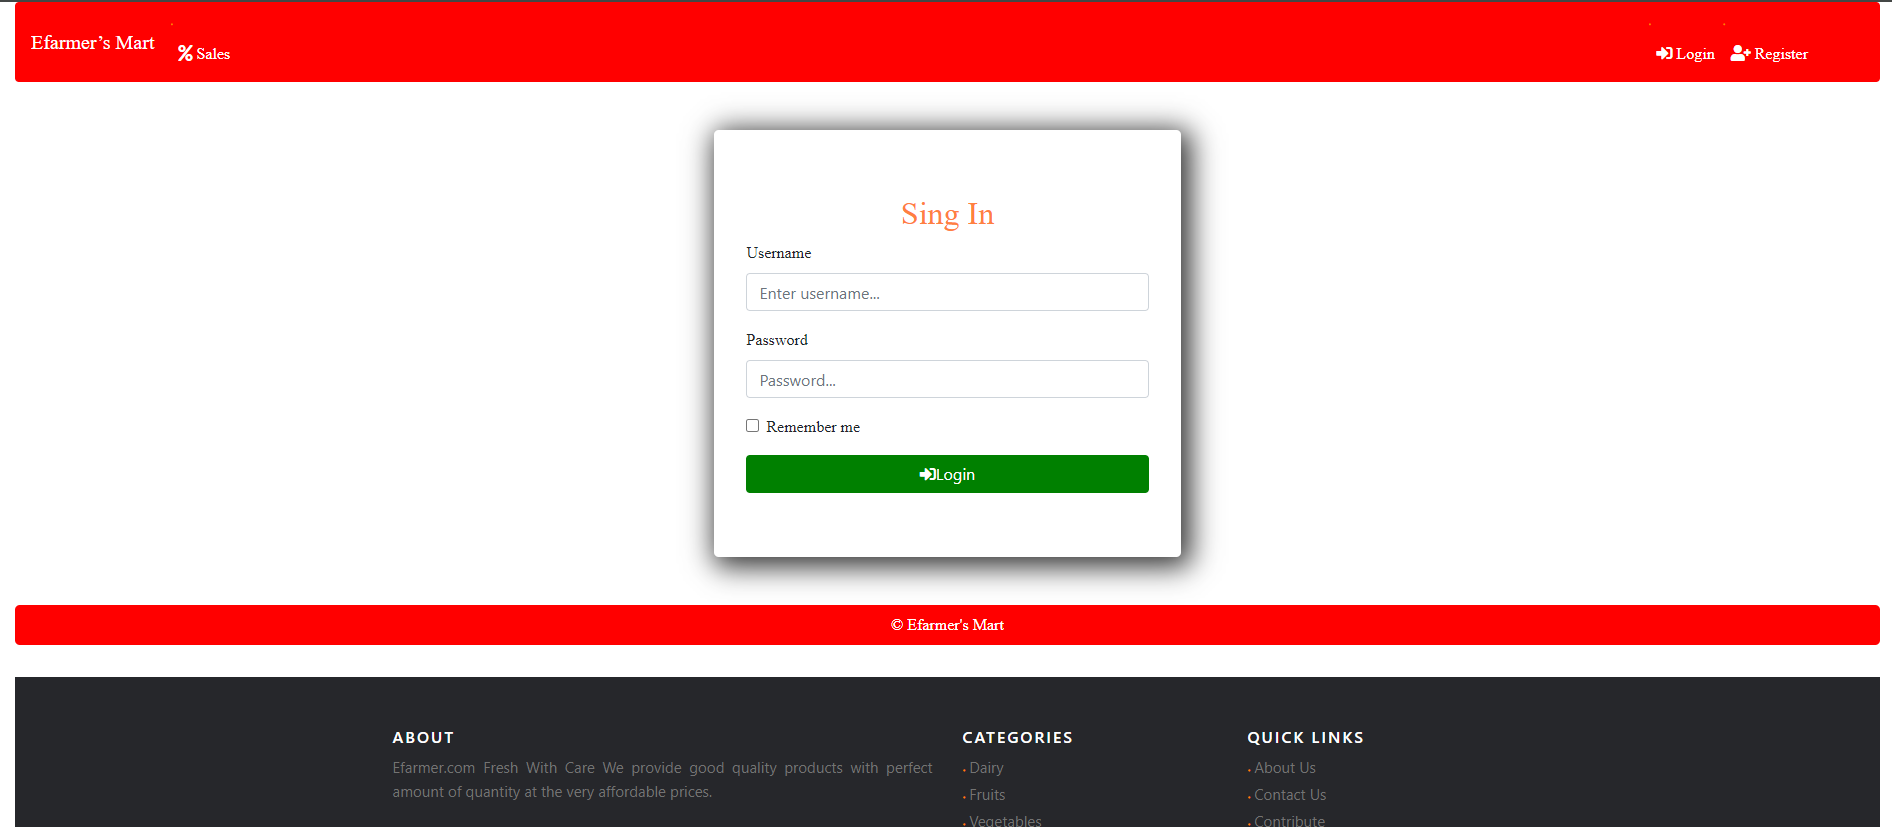 Efarmer’s Mart
Sales
Login
Register
Sing In
Username
Enter username...
Password
Password...
Remember me
Login
© Efarmer's Mart
ABOUT
Efarmer.com Fresh With Care We provide good quality products with perfect
amount of quantity at the very affordable prices.
CATEGORIES
Dairy
Fruits
Vegetables
QUICK LINKS
About Us
Contact Us
Contribute